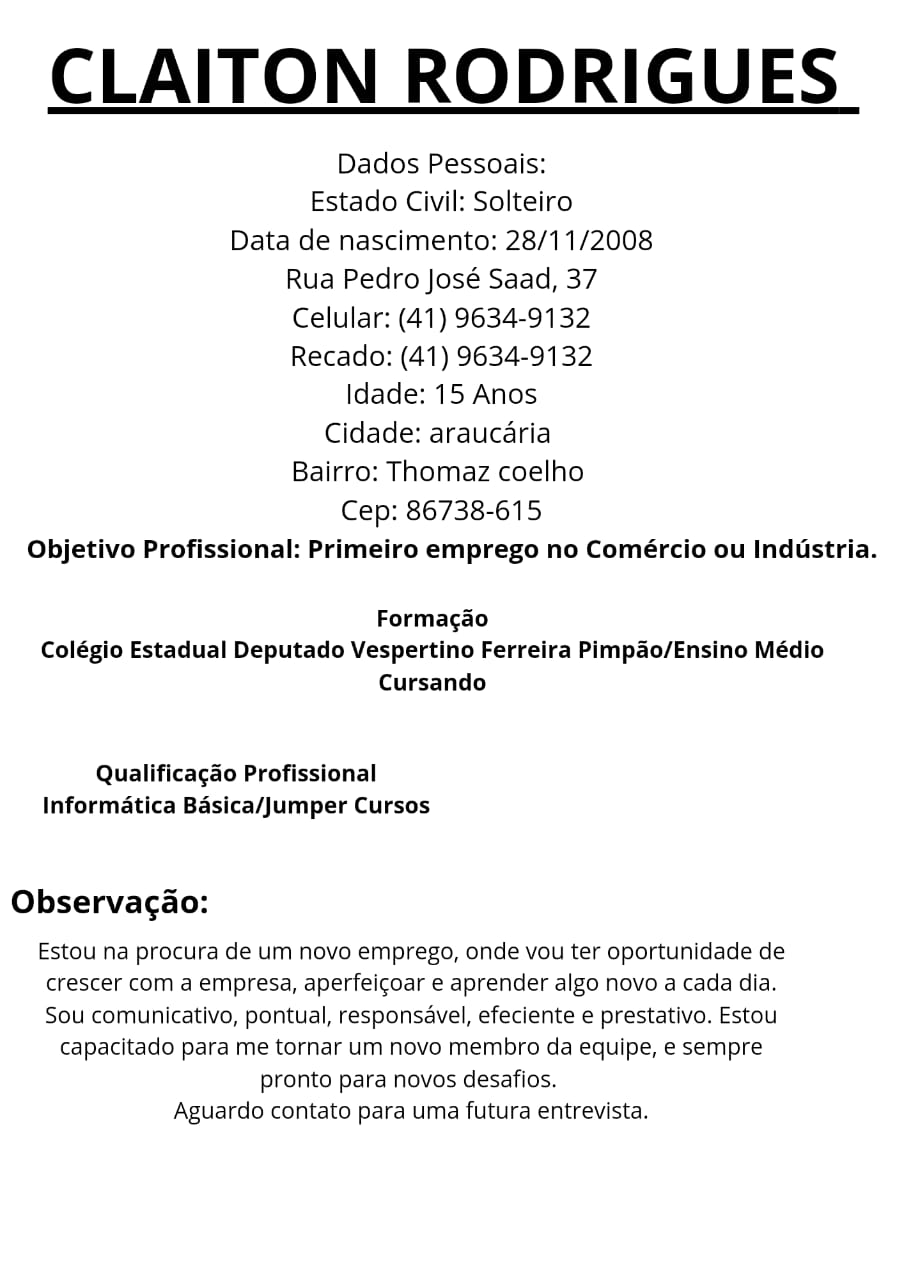 CLAITON RODRIGUES
Dados Pessoais:
Estado Civil: Solteiro
Data de nascimento: 28/11/2008
Rua Pedro José Saad, 37
Celular: (41) 9634-9132
Recado: (41) 9634-9132
Idade: 15 Anos
Cidade: araucária
Bairro: Thomaz coelho
Cep: 86738-615
Objetivo Profissional: Primeiro emprego no Comércio ou Indústria.
Formação
Colégio Estadual Deputado Vespertino Ferreira Pimpão/Ensino Médio
Cursando
Qualificação Profissional
Informática Básica/Jumper Cursos
Observação:
Estou na procura de um novo emprego, onde vou ter oportunidade de
crescer com a empresa, aperfeiçoar e aprender algo novo a cada dia.
Sou comunicativo, pontual, responsável, efeciente e prestativo. Estou
capacitado para me tornar um novo membro da equipe, e sempre
pronto para novos desafios.
Aguardo contato para uma futura entrevista.